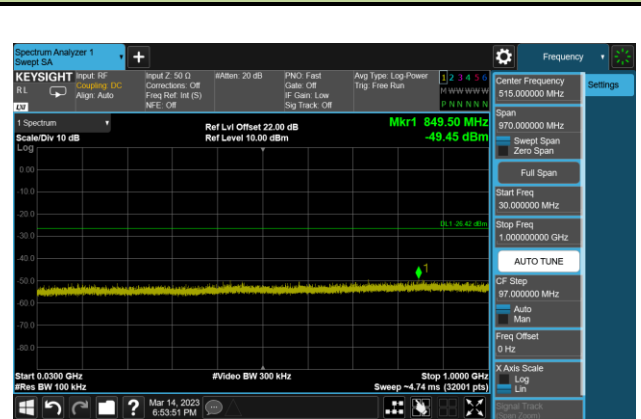 Spectrum Analyzer 1
Swept SA
+
Frequency
KEYSIGHT
RL
LXI
Input: RF
Coupling: DC
Align: Auto
Input Z: 50 Ω
Corrections: Off
Freq Ref: Int (S)
NFE: Off
#Atten: 20 dB
PNO: Fast
Gate: Off
IF Gain: Low
Sig Track: Off
Avg Type: Log-Power
Trig: Free Run
1 2 3 4 5 6
M W W W W W
P N N N N N
1 Spectrum
Scale/Div 10 dB
Log
Ref Lvl Offset 22.00 dB
Ref Level 10.00 dBm
Mkr1 849.50 MHz
-49.45 dBm
0.00
-10.0
-20.0
-30.0
-40.0
-50.0
-60.0
-70.0
-80.0
DL1 -26.42 dBm
1
Start 0.0300 GHz
#Res BW 100 kHz
#Video BW 300 kHz
Stop 1.0000 GHz
Sweep ~4.74 ms (32001 pts)
Center Frequency
515.000000 MHz
Settings
Span
970.000000 MHz
Swept Span
Zero Span
Full Span
Start Freq
30.000000 MHz
Stop Freq
1.000000000 GHz
AUTO TUNE
CF Step
97.000000 MHz
Auto
Man
Freq Offset
0 Hz
X Axis Scale
Log
Lin
Signal Track
(Span Zoom)
?
Mar 14, 2023
6:53:51 PM